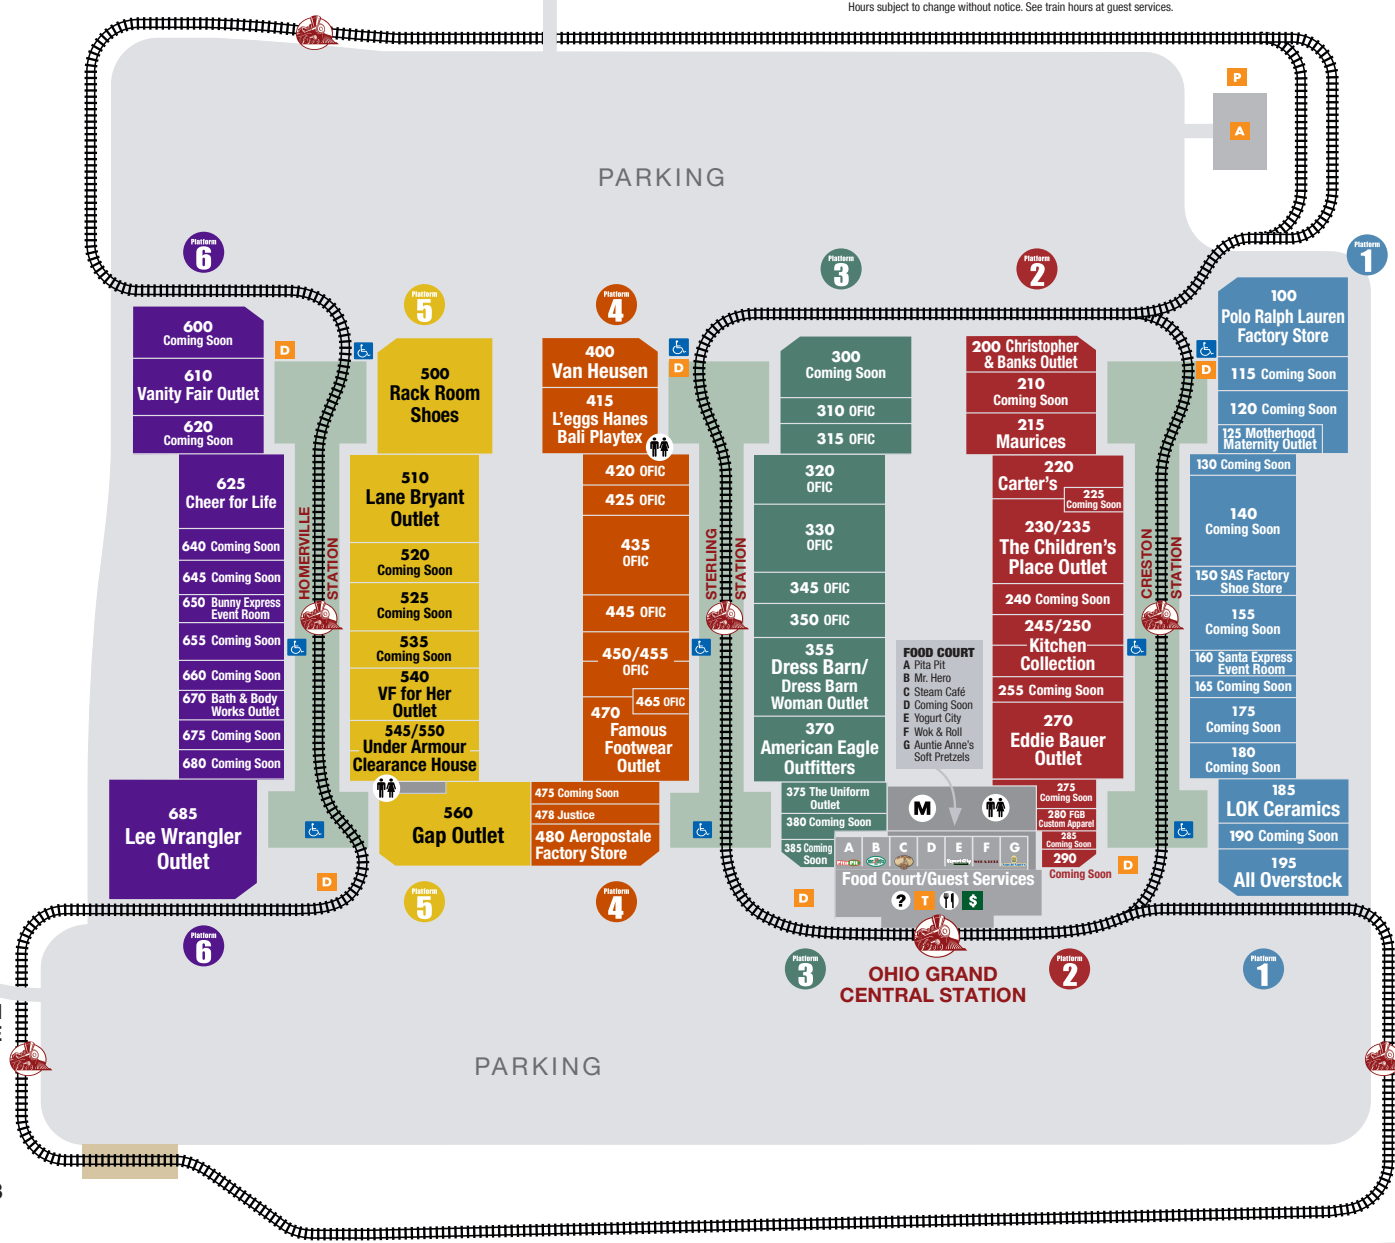 Hours subject to change without notice. See train hours at guest services.
P
A
PARKING
Platform
6
Platform
5
Platform
4
Platform
3
Platform
2
Platform
1
600
Coming Soon
610
Vanity Fair Outlet
620
Coming Soon
625
Cheer for Life
640 Coming Soon
645 Coming Soon
650 Bunny Express
Event Room
655 Coming Soon
660 Coming Soon
670 Bath & Body
Works Outlet
675 Coming Soon
680 Coming Soon
685
Lee Wrangler
Outlet
D
D
HOMERVILLE
STATION
500
Rack Room
Shoes
510
Lane Bryant
Outlet
520
Coming Soon
525
Coming Soon
535
Coming Soon
540
VF for Her
Outlet
545/550
Under Armour
Clearance House
560
Gap Outlet
400
Van Heusen
415
L'eggs Hanes
Bali Playtex
420 OFIC
425 OFIC
435
OFIC
445 OFIC
450/455
OFIC
465 OFIC
470
Famous
Footwear
Outlet
475 Coming Soon
478 Justice
480 Aeropostale
Factory Store
D
STERLING
STATION
300
Coming Soon
310 OFIC
315 OFIC
320
OFIC
330
OFIC
345 OFIC
350 OFIC
355
Dress Barn/
Dress Barn
Woman Outlet
370
American Eagle
Outfitters
375 The Uniform
Outlet
380 Coming Soon
385 Coming
Soon
D
FOOD COURT
A Pita Pit
B Mr. Hero
C Steam Café
D Coming Soon
E Yogurt City
F Wok & Roll
G Auntie Anne's
Soft Pretzels
M
A B C D E F G
Food Court/Guest Services
? T $
200 Christopher
& Banks Outlet
210
Coming Soon
215
Maurices
220
Carter's
225
Coming Soon
230/235
The Children's
Place Outlet
240 Coming Soon
245/250
Kitchen
Collection
255 Coming Soon
270
Eddie Bauer
Outlet
275
Coming Soon
280 FGB
Custom Apparel
285
Coming Soon
290
Coming Soon
D
D
CRESTON
STATION
100
Polo Ralph Lauren
Factory Store
115 Coming Soon
120 Coming Soon
125 Motherhood
Maternity Outlet
130 Coming Soon
140
Coming Soon
150 SAS Factory
Shoe Store
155
Coming Soon
160 Santa Express
Event Room
165 Coming Soon
175
Coming Soon
180
Coming Soon
185
LOK Ceramics
190 Coming Soon
195
All Overstock
Platform
6
Platform
5
Platform
4
Platform
3
OHIO GRAND
CENTRAL STATION
Platform
2
Platform
1
PARKING